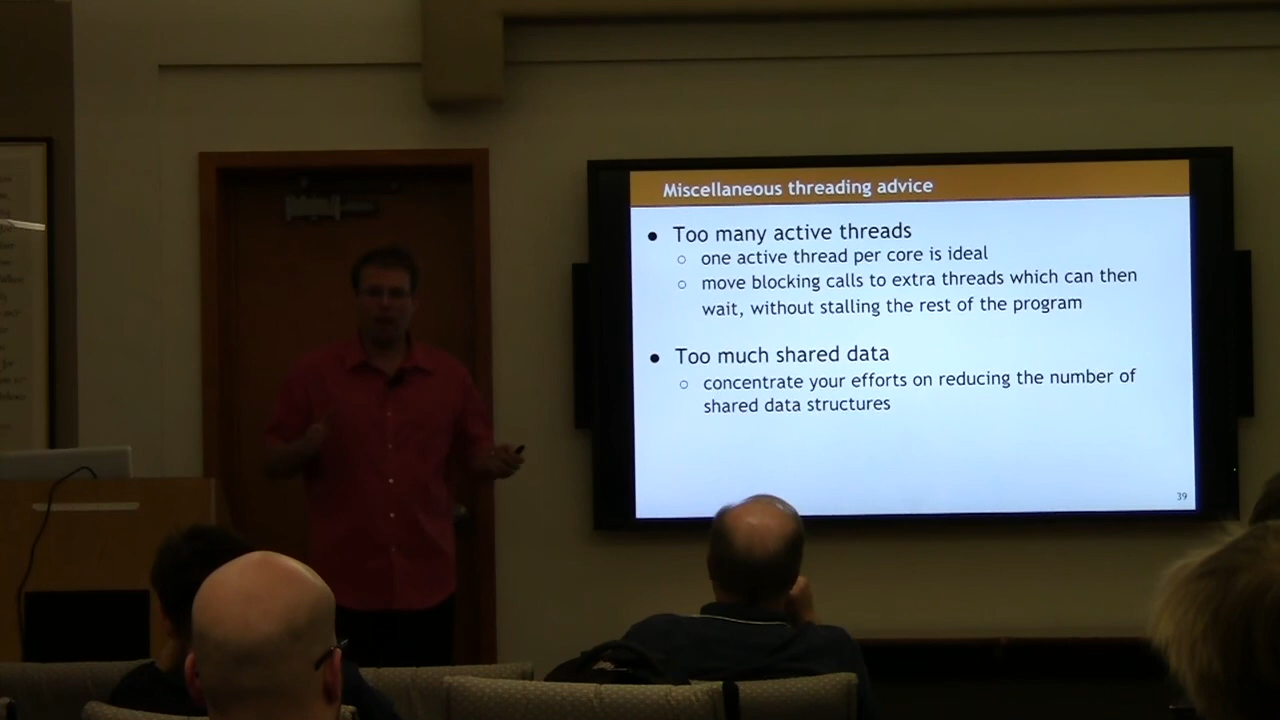 Miscellaneous threading advice
● Too many active threads
○ one active thread per core is ideal
○ move blocking calls to extra threads which can then
wait, without stalling the rest of the program
● Too much shared data
○ concentrate your efforts on reducing the number of
shared data structures
39